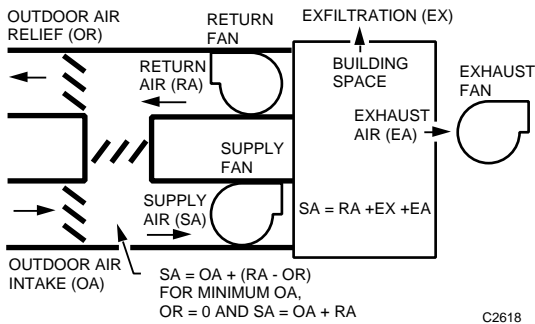 OUTDOOR AIR
RELIEF (OR)
RETURN
FAN
EXFILTRATION (EX)
RETURN
AIR (RA)
BUILDING
SPACE
EXHAUST
FAN
EXHAUST
AIR (EA)
SUPPLY
FAN
SUPPLY
AIR (SA)
SA = RA +EX +EA
OUTDOOR AIR
INTAKE (OA)
SA = OA + (RA - OR)
FOR MINIMUM OA,
OR = 0 AND SA = OA + RA
C2618